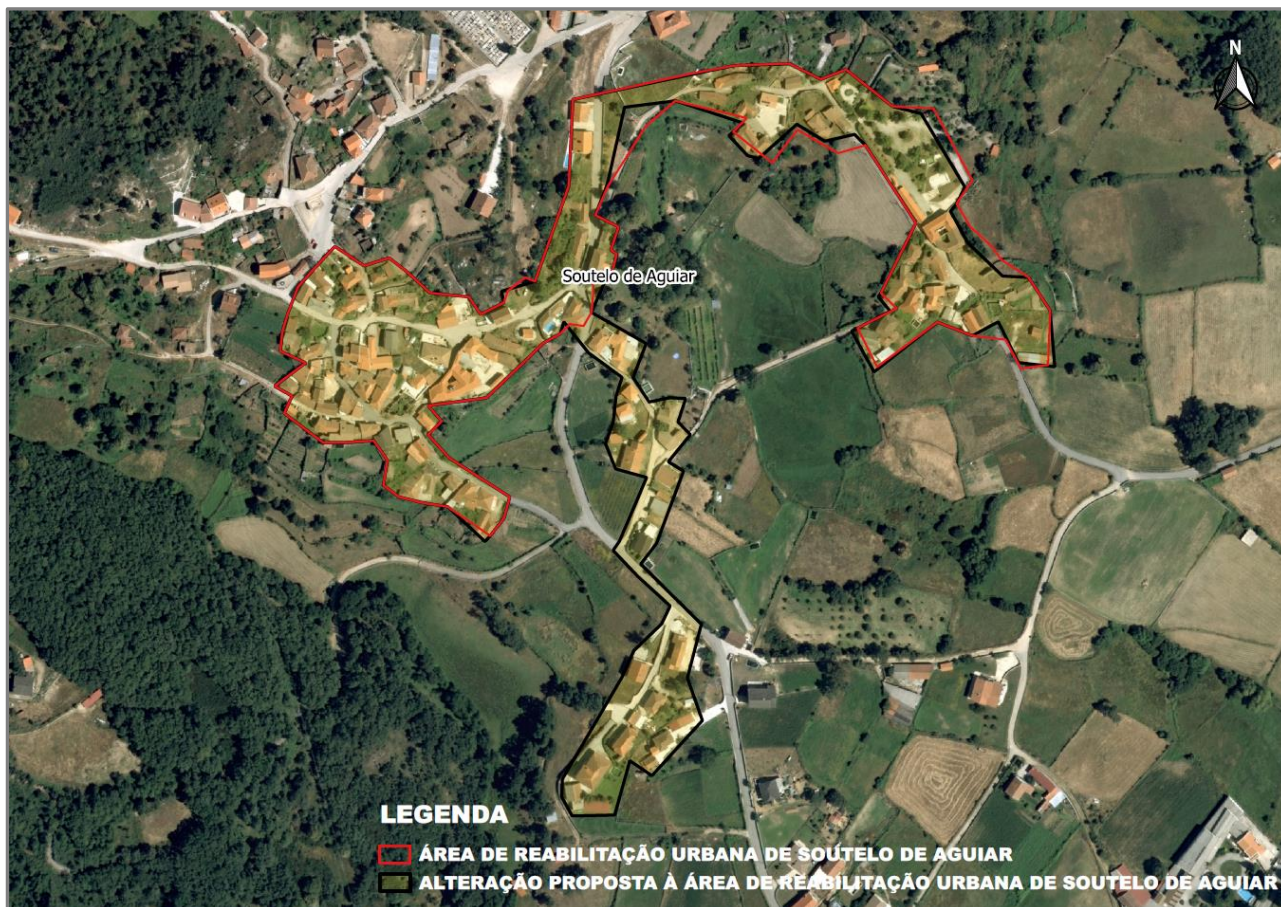 N
Soutelo de Aguiar
LEGENDA
ÁREA DE REABILITAÇÃO URBANA DE SOUTELO DE AGUIAR
ALTERAÇÃO PROPOSTA À ÁREA DE REABILITAÇÃO URBANA DE SOUTELO DE AGUIAR